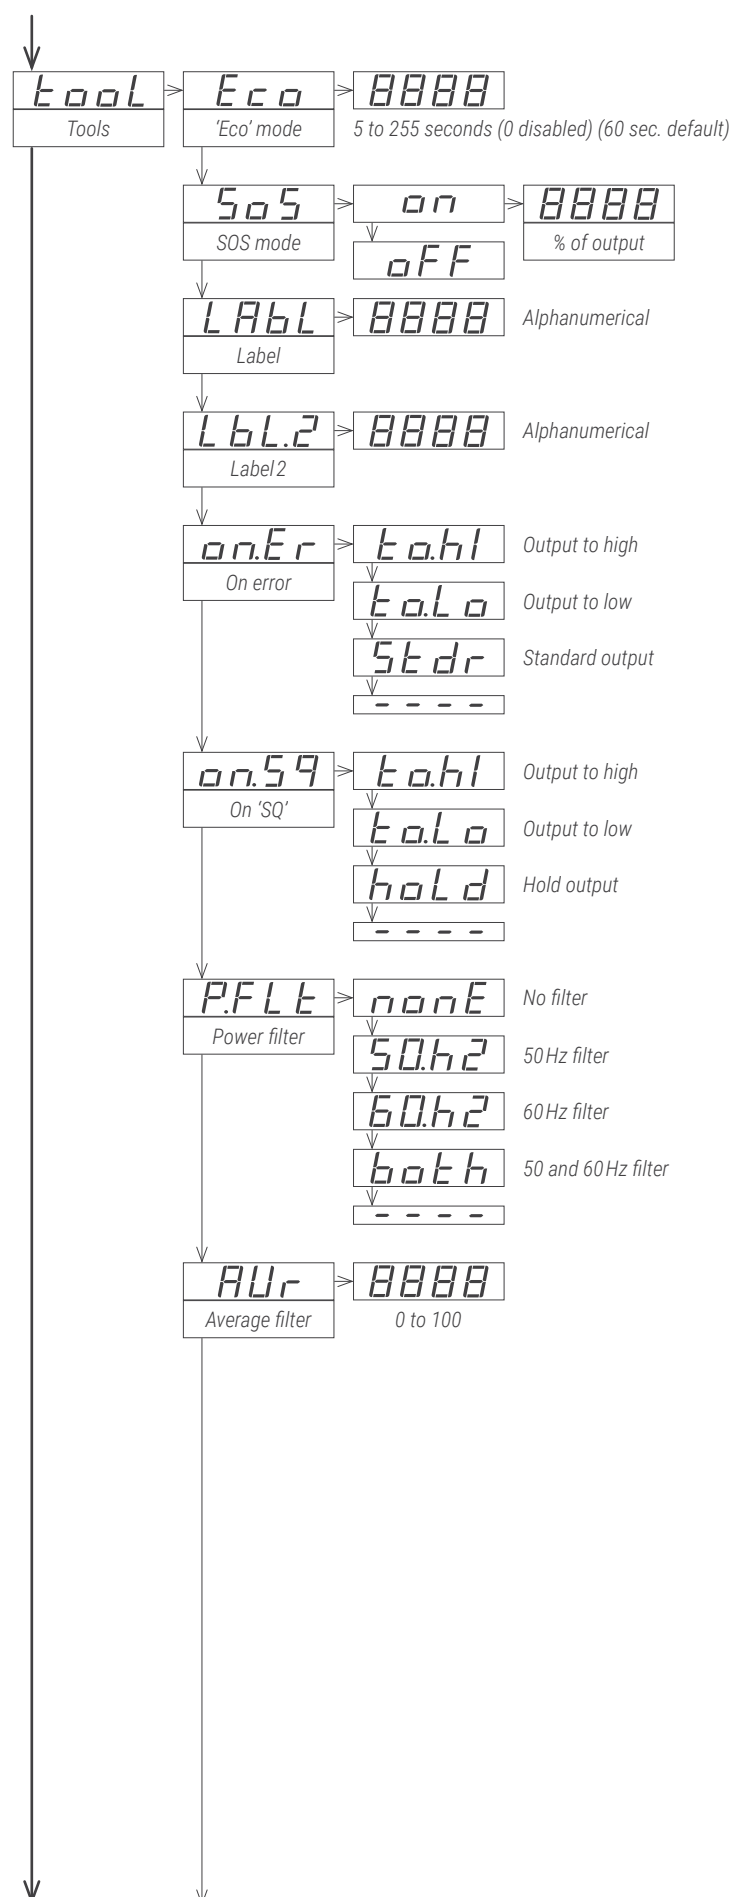 tooL Eco 8888
Tools 'Eco' mode 5 to 255 seconds (0 disabled) (60 sec. default)
SoS on 8888
SOS mode % of output
oFF
LAbL 8888 Alphanumerical
Label
LbL.2 8888 Alphanumerical
Label 2
on.Er to.hI Output to high
On error
to.Lo Output to low
Stdr Standard output
----
on.Sq to.hI Output to high
On 'SQ'
to.Lo Output to low
hoLd Hold output
----
P.FLt nonE No filter
Power filter
50.h2 50 Hz filter
60.h2 60 Hz filter
both 50 and 60 Hz filter
----
AVr 8888
Average filter 0 to 100